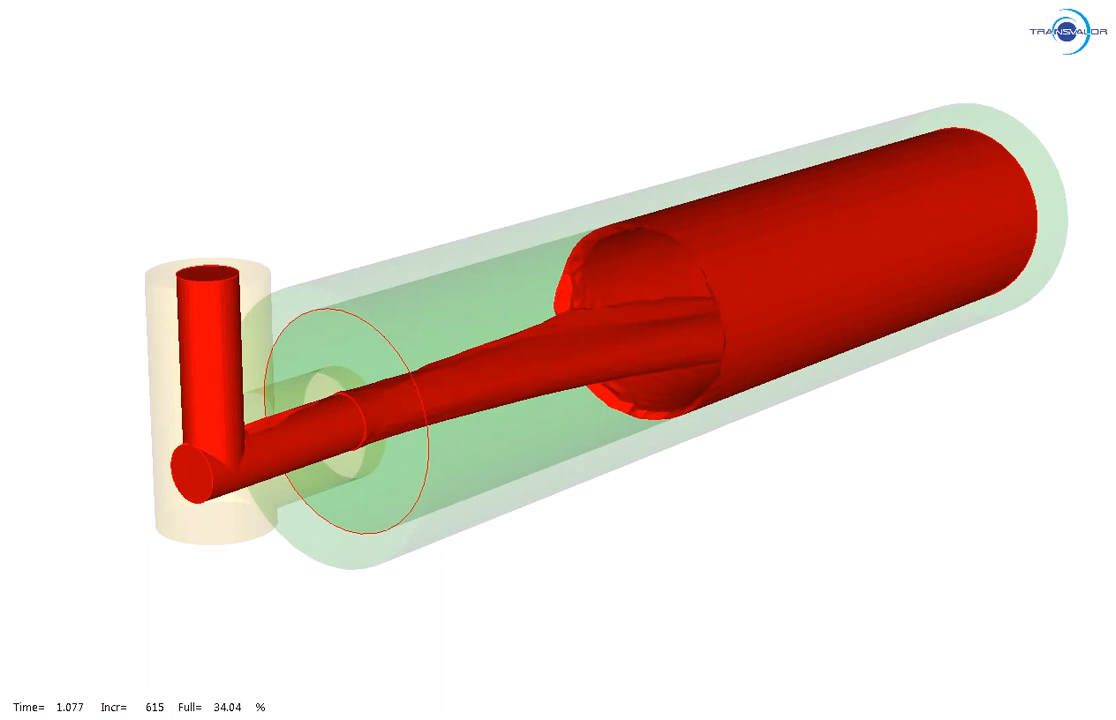 TRANSVALOR
Time= 1.077 Incr= 615 Full= 34.04 %